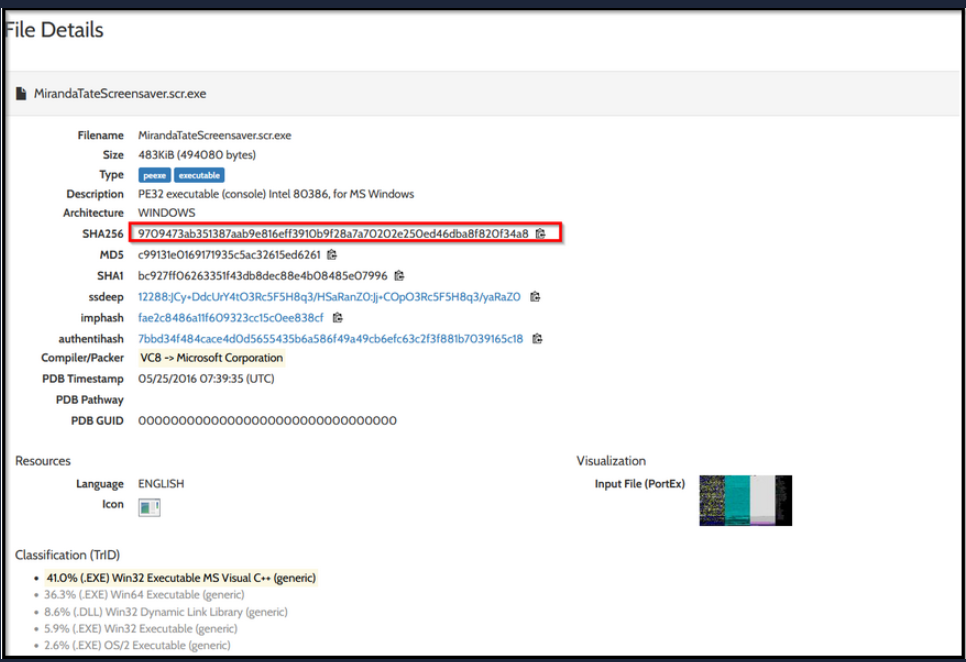 File Details
MirandaTateScreensaver.scr.exe
Filename MirandaTateScreensaver.scr.exe
Size 483KiB (494080 bytes)
Type peexe executable
Description PE32 executable (console) Intel 80386, for MS Windows
Architecture WINDOWS
SHA256 9709473ab351387aab9e816eff3910b9f28a7a70202e250ed46dba8f820f34a8
MD5 c99131e0169171935c5ac32615ed6261
SHA1 bc927ff06263351f43db8dec88e4b08485e07996
ssdeep 12288:JCy+DdcUrY4tO3Rc5F5H8q3/HSaRanZ0:Jj+COpO3Rc5F5H8q3/yaRaZ0
imphash fae2c8486a11f609323cc15c0ee838cf
authentihash 7bbd34f484cace4d0d5655435b6a586f49a49cb6efc63c2f3f881b7039165c18
Compiler/Packer VC8 -> Microsoft Corporation
PDB Timestamp 05/25/2016 07:39:35 (UTC)
PDB Pathway
PDB GUID 00000000000000000000000000000000
Resources
Language ENGLISH
Icon
Visualization
Input File (PortEx)
Classification (TrID)
• 41.0% (.EXE) Win32 Executable MS Visual C++ (generic)
• 36.3% (.EXE) Win64 Executable (generic)
• 8.6% (.DLL) Win32 Dynamic Link Library (generic)
• 5.9% (.EXE) Win32 Executable (generic)
• 2.6% (.EXE) OS/2 Executable (generic)